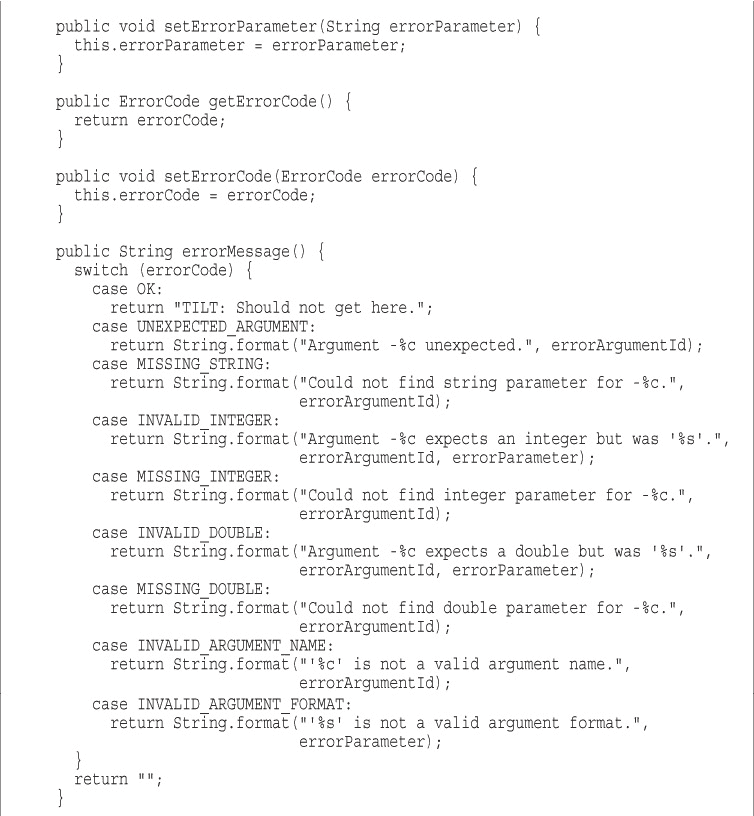 public void setErrorParameter(String errorParameter) {
  this.errorParameter = errorParameter;
}

public ErrorCode getErrorCode() {
  return errorCode;
}

public void setErrorCode(ErrorCode errorCode) {
  this.errorCode = errorCode;
}

public String errorMessage() {
  switch (errorCode) {
    case OK:
      return "TILT: Should not get here.";
    case UNEXPECTED_ARGUMENT:
      return String.format("Argument -%c unexpected.", errorArgumentId);
    case MISSING_STRING:
      return String.format("Could not find string parameter for -%c.",
                           errorArgumentId);
    case INVALID_INTEGER:
      return String.format("Argument -%c expects an integer but was '%s'.",
                           errorArgumentId, errorParameter);
    case MISSING_INTEGER:
      return String.format("Could not find integer parameter for -%c.",
                           errorArgumentId);
    case INVALID_DOUBLE:
      return String.format("Argument -%c expects a double but was '%s'.",
                           errorArgumentId, errorParameter);
    case MISSING_DOUBLE:
      return String.format("Could not find double parameter for -%c.",
                           errorArgumentId);
    case INVALID_ARGUMENT_NAME:
      return String.format("'%c' is not a valid argument name.",
                           errorArgumentId);
    case INVALID_ARGUMENT_FORMAT:
      return String.format("'%s' is not a valid argument format.",
                           errorParameter);
  }
  return "";
}